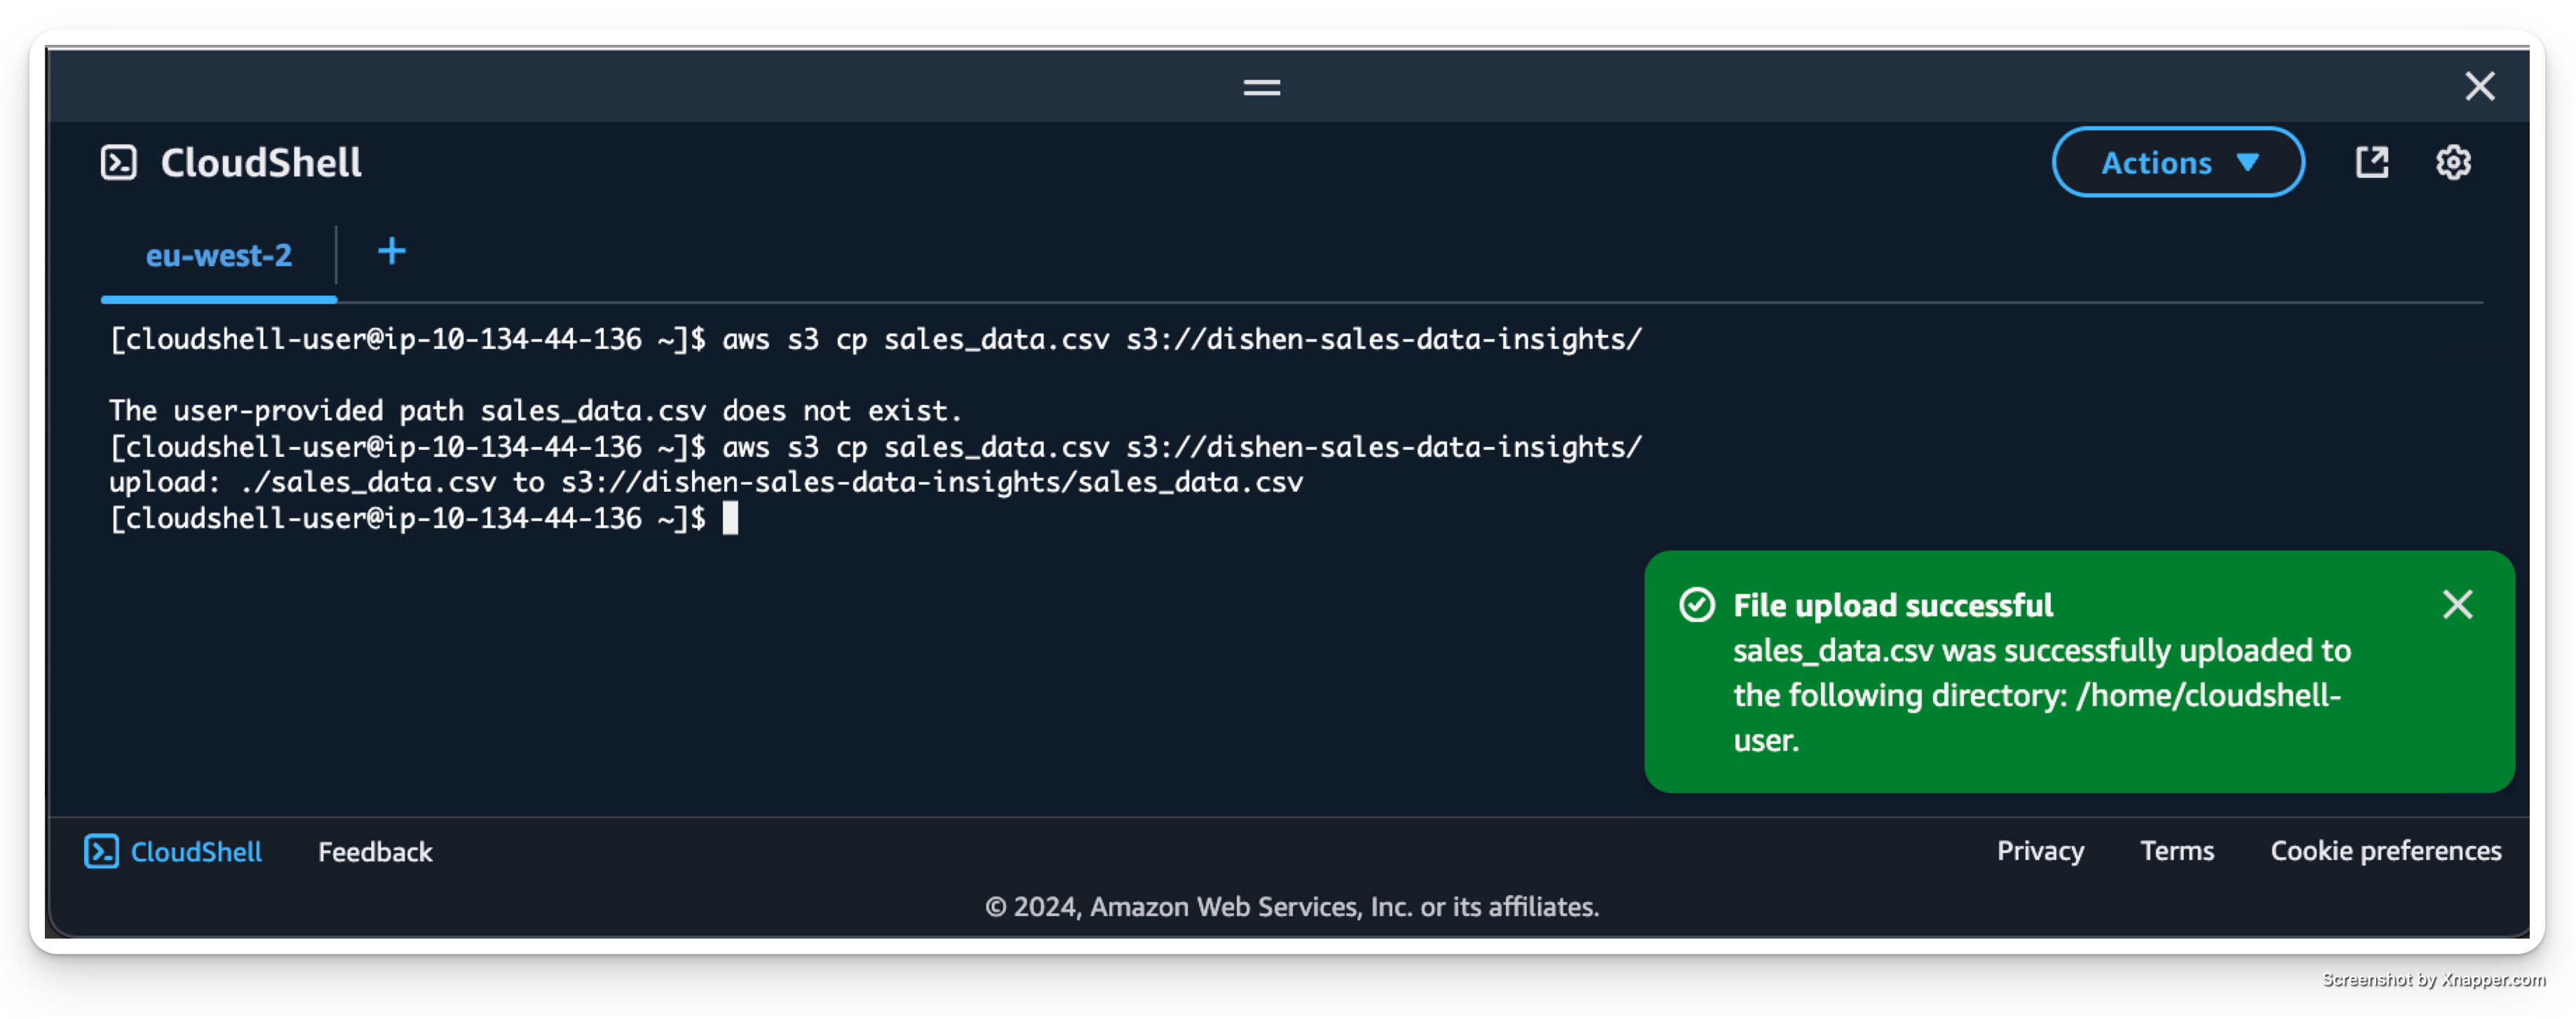 CloudShell
Actions
eu-west-2
+
[cloudshell-user@ip-10-134-44-136 ~]$ aws s3 cp sales_data.csv s3://dishen-sales-data-insights/
The user-provided path sales_data.csv does not exist.
[cloudshell-user@ip-10-134-44-136 ~]$ aws s3 cp sales_data.csv s3://dishen-sales-data-insights/
upload: ./sales_data.csv to s3://dishen-sales-data-insights/sales_data.csv
[cloudshell-user@ip-10-134-44-136 ~]$
File upload successful
sales_data.csv was successfully uploaded to
the following directory: /home/cloudshell-
user.
CloudShell Feedback Privacy Terms Cookie preferences
© 2024, Amazon Web Services, Inc. or its affiliates.
Screenshot by Xnapper.com